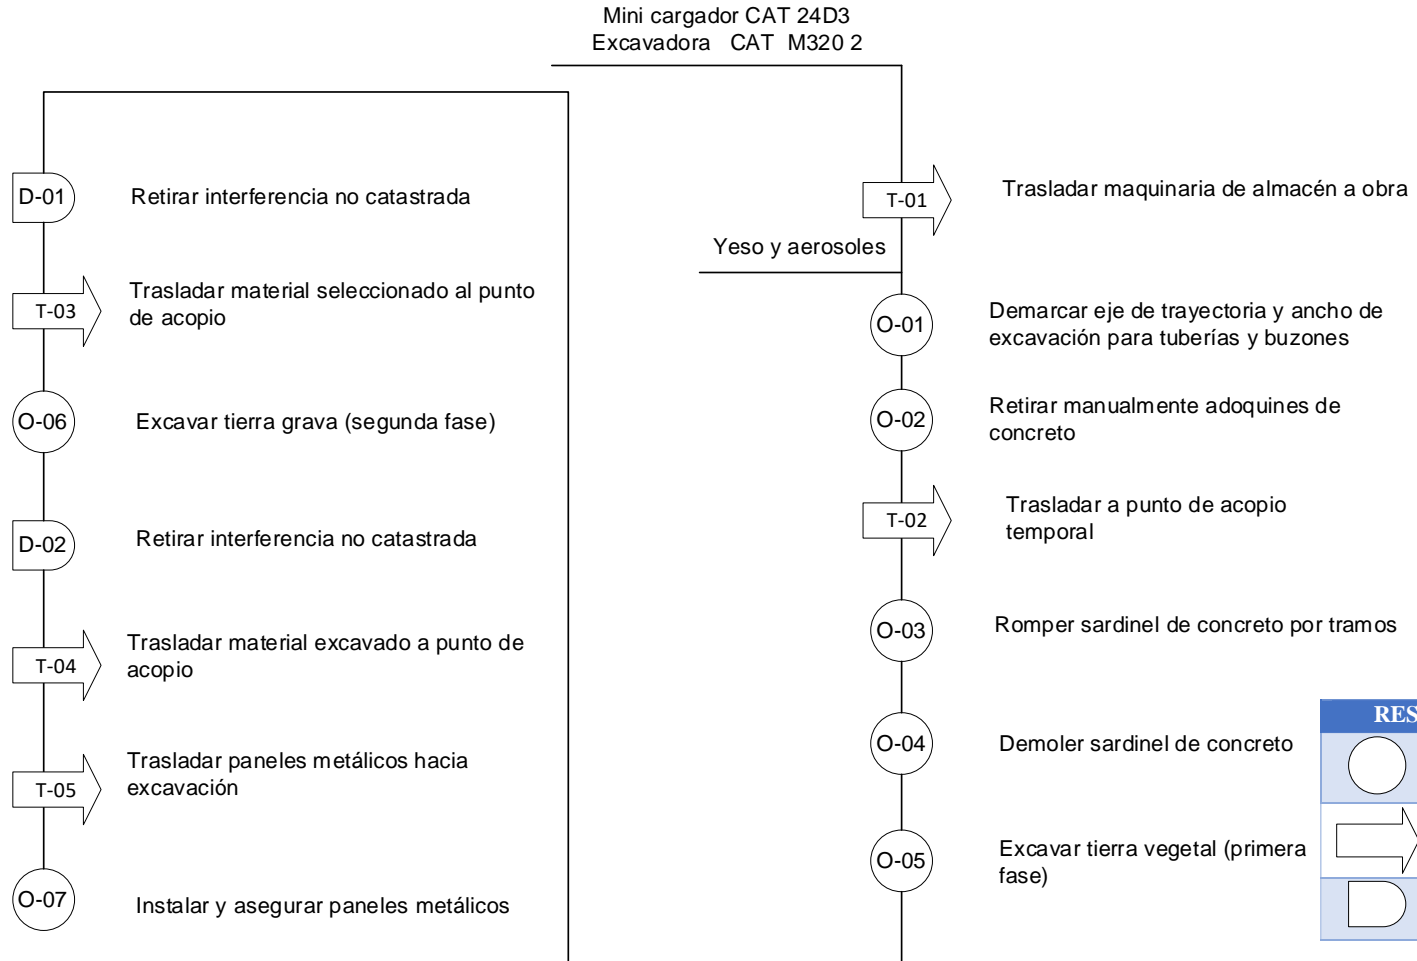 Mini cargador CAT 24D3
Excavadora CAT M320 2
T-01
Trasladar maquinaria de almacén a obra
Yeso y aerosoles
O-01
Demarcar eje de trayectoria y ancho de
excavación para tuberías y buzones
O-02
Retirar manualmente adoquines de
concreto
T-02
Trasladar a punto de acopio
temporal
O-03
Romper sardinel de concreto por tramos
O-04
Demoler sardinel de concreto
O-05
Excavar tierra vegetal (primera
fase)
D-01
Retirar interferencia no catastrada
T-03
Trasladar material seleccionado al punto
de acopio
O-06
Excavar tierra grava (segunda fase)
D-02
Retirar interferencia no catastrada
T-04
Trasladar material excavado a punto de
acopio
T-05
Trasladar paneles metálicos hacia
excavación
O-07
Instalar y asegurar paneles metálicos
RES